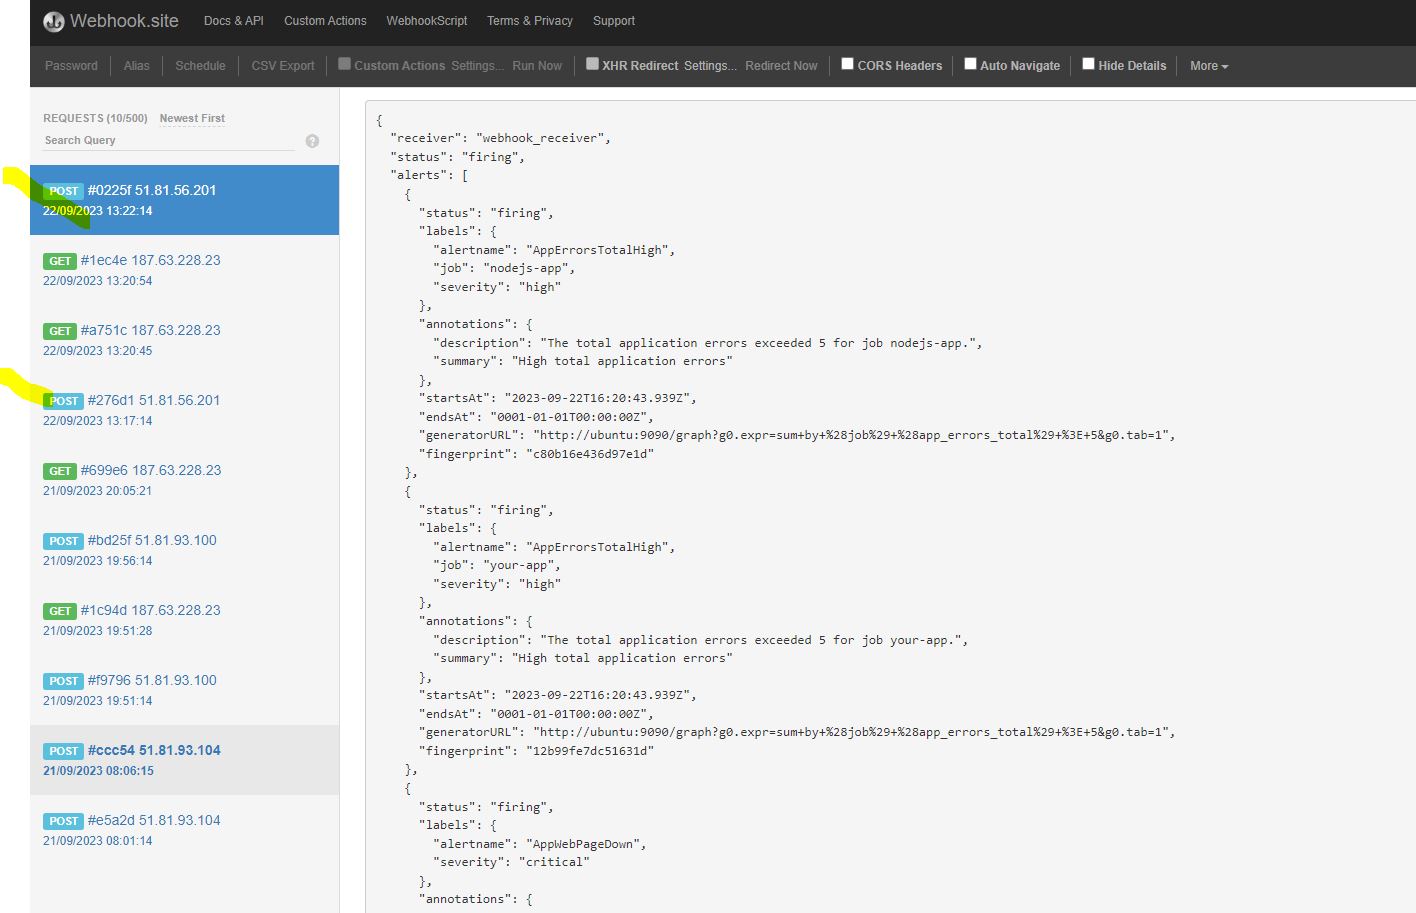 Webhook.site Docs & API Custom Actions WebhookScript Terms & Privacy Support
Password Alias Schedule CSV Export Custom Actions Settings... Run Now XHR Redirect Settings... Redirect Now CORS Headers Auto Navigate Hide Details More
REQUESTS (10/500) Newest First
Search Query ?
POST #0225f 51.81.56.201
22/09/2023 13:22:14
GET #1ec4e 187.63.228.23
22/09/2023 13:20:54
GET #a751c 187.63.228.23
22/09/2023 13:20:45
POST #276d1 51.81.56.201
22/09/2023 13:17:14
GET #699e6 187.63.228.23
21/09/2023 20:05:21
POST #bd25f 51.81.93.100
21/09/2023 19:56:14
GET #1c94d 187.63.228.23
21/09/2023 19:51:28
POST #f9796 51.81.93.100
21/09/2023 19:51:14
POST #ccc54 51.81.93.104
21/09/2023 08:06:15
POST #e5a2d 51.81.93.104
21/09/2023 08:01:14
{
"receiver": "webhook_receiver",
"status": "firing",
"alerts": [
{
"status": "firing",
"labels": {
"alertname": "AppErrorsTotalHigh",
"job": "nodejs-app",
"severity": "high"
},
"annotations": {
"description": "The total application errors exceeded 5 for job nodejs-app.",
"summary": "High total application errors"
},
"startsAt": "2023-09-22T16:20:43.939Z",
"endsAt": "0001-01-01T00:00:00Z",
"generatorURL": "http://ubuntu:9090/graph?g0.expr=sum+by+%28job%29+%28app_errors_total%29+%3E+5&g0.tab=1",
"fingerprint": "c80b16e436d97e1d"
},
{
"status": "firing",
"labels": {
"alertname": "AppErrorsTotalHigh",
"job": "your-app",
"severity": "high"
},
"annotations": {
"description": "The total application errors exceeded 5 for job your-app.",
"summary": "High total application errors"
},
"startsAt": "2023-09-22T16:20:43.939Z",
"endsAt": "0001-01-01T00:00:00Z",
"generatorURL": "http://ubuntu:9090/graph?g0.expr=sum+by+%28job%29+%28app_errors_total%29+%3E+5&g0.tab=1",
"fingerprint": "12b99fe7dc51631d"
},
{
"status": "firing",
"labels": {
"alertname": "AppWebPageDown",
"severity": "critical"
},
"annotations": {